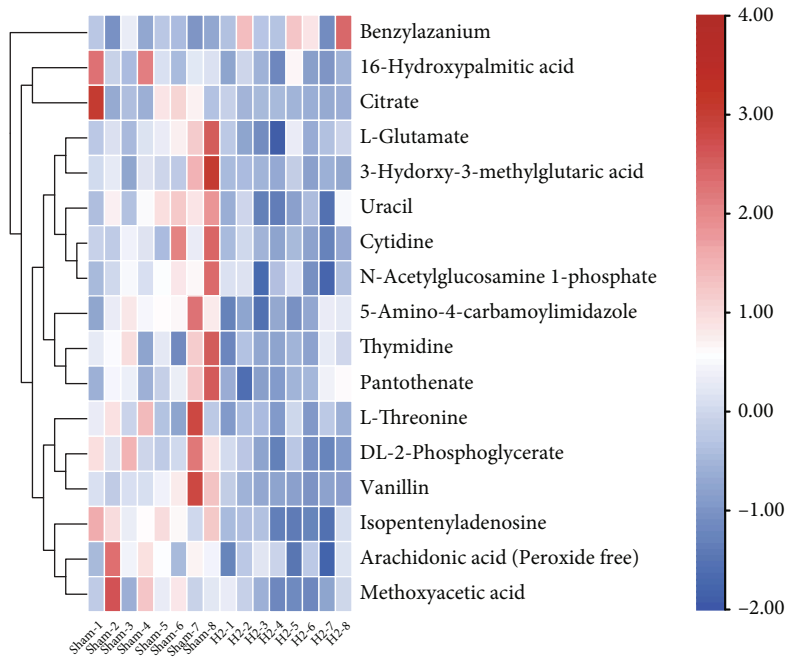 Benzylazanium
16-Hydroxypalmitic acid
Citrate
L-Glutamate
3-Hydorxy-3-methylglutaric acid
Uracil
Cytidine
N-Acetylglucosamine 1-phosphate
5-Amino-4-carbamoylimidazole
Thymidine
Pantothenate
L-Threonine
DL-2-Phosphoglycerate
Vanillin
Isopentenyladenosine
Arachidonic acid (Peroxide free)
Methoxyacetic acid
Sham-1
Sham-2
Sham-3
Sham-4
Sham-5
Sham-6
Sham-7
Sham-8
H2-1
H2-2
H2-3
H2-4
H2-5
H2-6
H2-7
H2-8
4.00
3.00
2.00
1.00
0.00
−1.00
−2.00